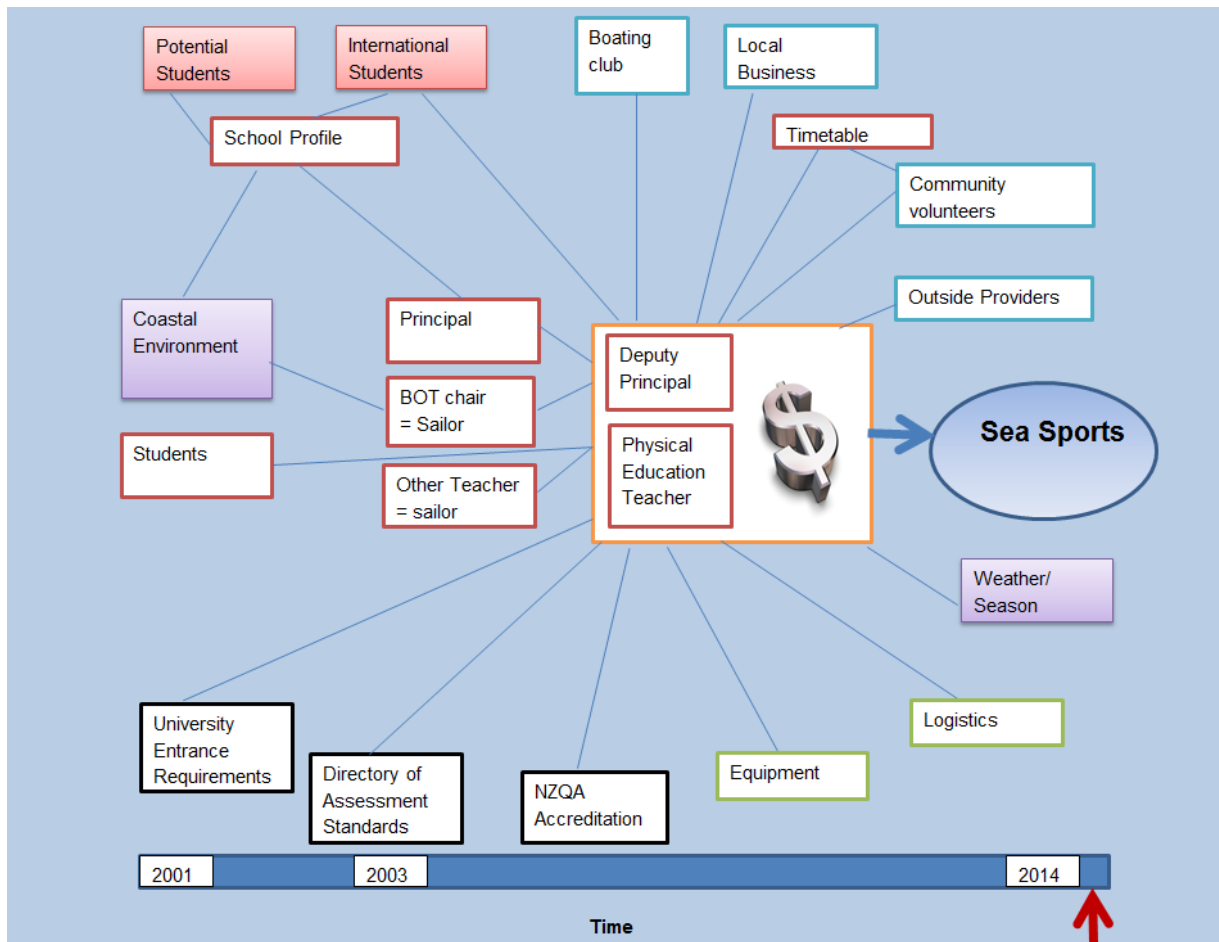 Potential
Students
International
Students
Boating
club
Local
Business
School Profile
Timetable
Community
volunteers
Coastal
Environment
Principal
Outside Providers
Deputy
Principal
BOT chair
= Sailor
Sea Sports
Students
Physical
Education
Teacher
Other Teacher
= sailor
Weather/
Season
University
Entrance
Requirements
Logistics
Directory of
Assessment
Standards
NZQA
Accreditation
Equipment
2001
2003
2014
Time